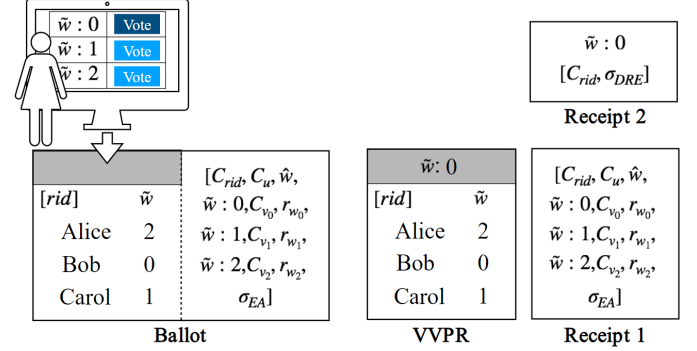 w̃ : 0 Vote
w̃ : 1 Vote
w̃ : 2 Vote
w̃ : 0
[C_rid, σ_DRE]
Receipt 2
[rid] w̃
Alice 2
Bob 0
Carol 1
[C_rid, C_u, ŵ,
w̃ : 0,C_v₀, r_w₀,
w̃ : 1,C_v₁, r_w₁,
w̃ : 2,C_v₂, r_w₂,
σ_EA]
Ballot
w̃: 0
[rid] w̃
Alice 2
Bob 0
Carol 1
VVPR
[C_rid, C_u, ŵ,
w̃ : 0,C_v₀, r_w₀,
w̃ : 1,C_v₁, r_w₁,
w̃ : 2,C_v₂, r_w₂,
σ_EA]
Receipt 1